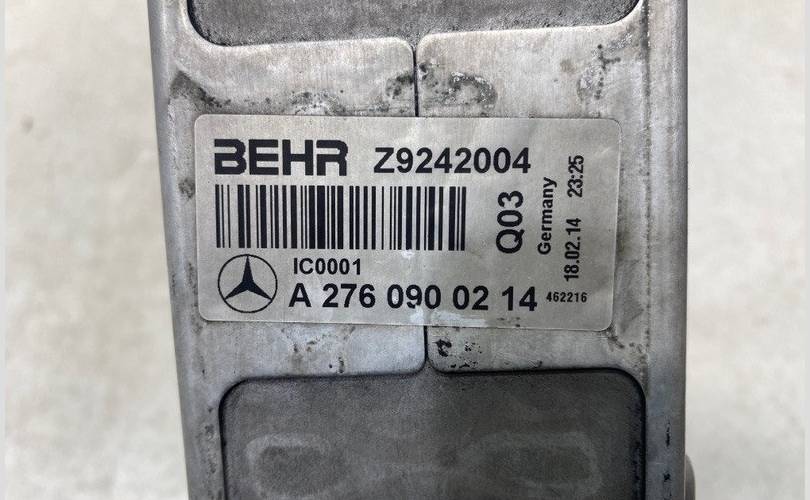 BEHR Z9242004
Q03
Germany
18.02.14 23:25
IC0001
A 276 090 02 14 462216